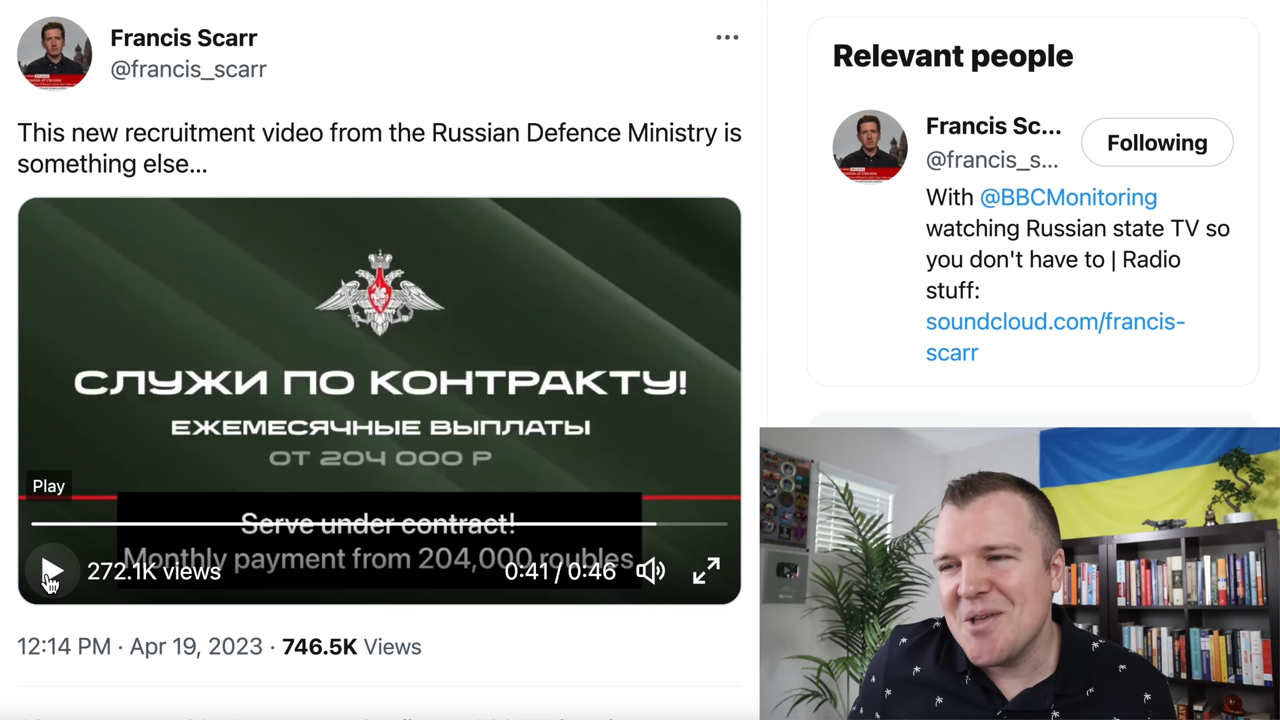 Francis Scarr
@francis_scarr
This new recruitment video from the Russian Defence Ministry is
something else...
СЛУЖИ ПО КОНТРАКТУ!
ЕЖЕМЕСЯЧНЫЕ ВЫПЛАТЫ
ОТ 204 000 Р
Play
Serve under contract!
Monthly payment from 204,000 roubles
272.1K views
0:41 / 0:46
12:14 PM · Apr 19, 2023 · 746.5K Views
Relevant people
Francis Sc...
@francis_s...
Following
With @BBCMonitoring
watching Russian state TV so
you don't have to | Radio
stuff:
soundcloud.com/francis-
scarr